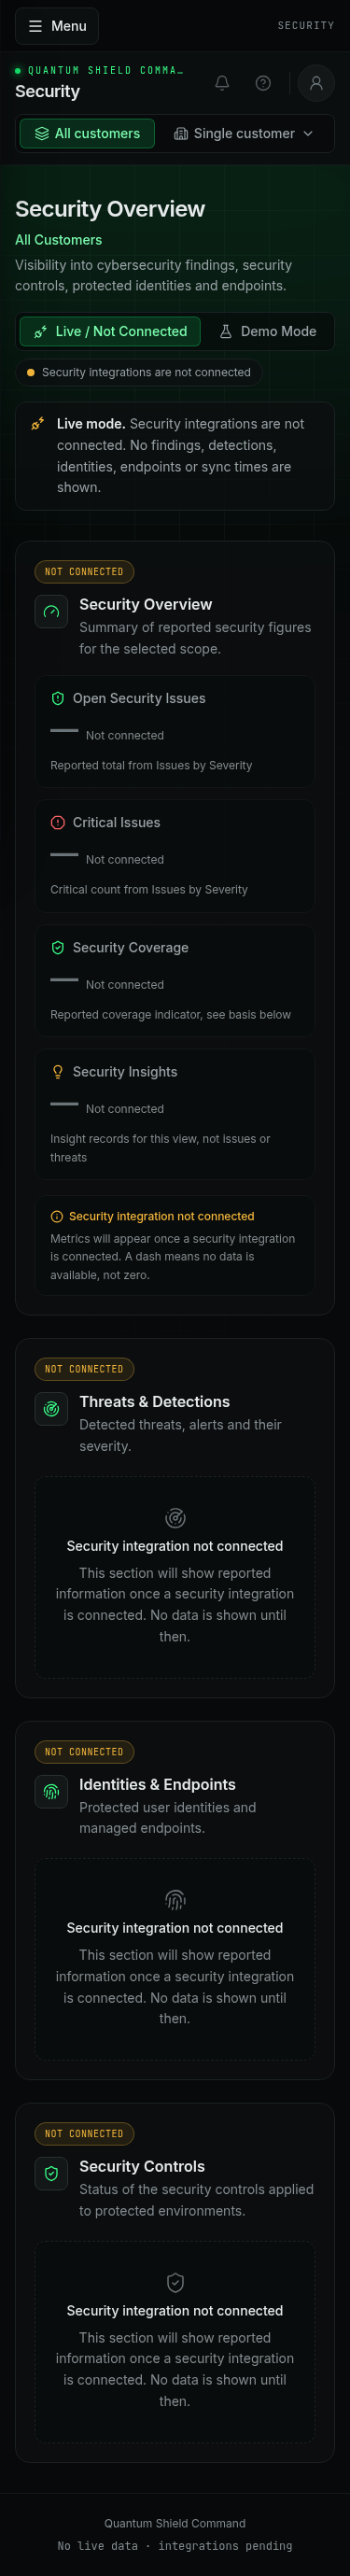 Menu
SECURITY
QUANTUM SHIELD COMMA…
Security
All customers
Single customer
Security Overview
All Customers
Visibility into cybersecurity findings, security
controls, protected identities and endpoints.
Live / Not Connected
Demo Mode
Security integrations are not connected
Live mode. Security integrations are not
connected. No findings, detections,
identities, endpoints or sync times are
shown.
NOT CONNECTED
Security Overview
Summary of reported security figures
for the selected scope.
Open Security Issues
— Not connected
Reported total from Issues by Severity
Critical Issues
— Not connected
Critical count from Issues by Severity
Security Coverage
— Not connected
Reported coverage indicator, see basis below
Security Insights
— Not connected
Insight records for this view, not issues or
threats
Security integration not connected
Metrics will appear once a security integration
is connected. A dash means no data is
available, not zero.
NOT CONNECTED
Threats & Detections
Detected threats, alerts and their
severity.
Security integration not connected
This section will show reported
information once a security integration
is connected. No data is shown until
then.
NOT CONNECTED
Identities & Endpoints
Protected user identities and
managed endpoints.
Security integration not connected
This section will show reported
information once a security integration
is connected. No data is shown until
then.
NOT CONNECTED
Security Controls
Status of the security controls applied
to protected environments.
Security integration not connected
This section will show reported
information once a security integration
is connected. No data is shown until
then.
Quantum Shield Command
No live data · integrations pending